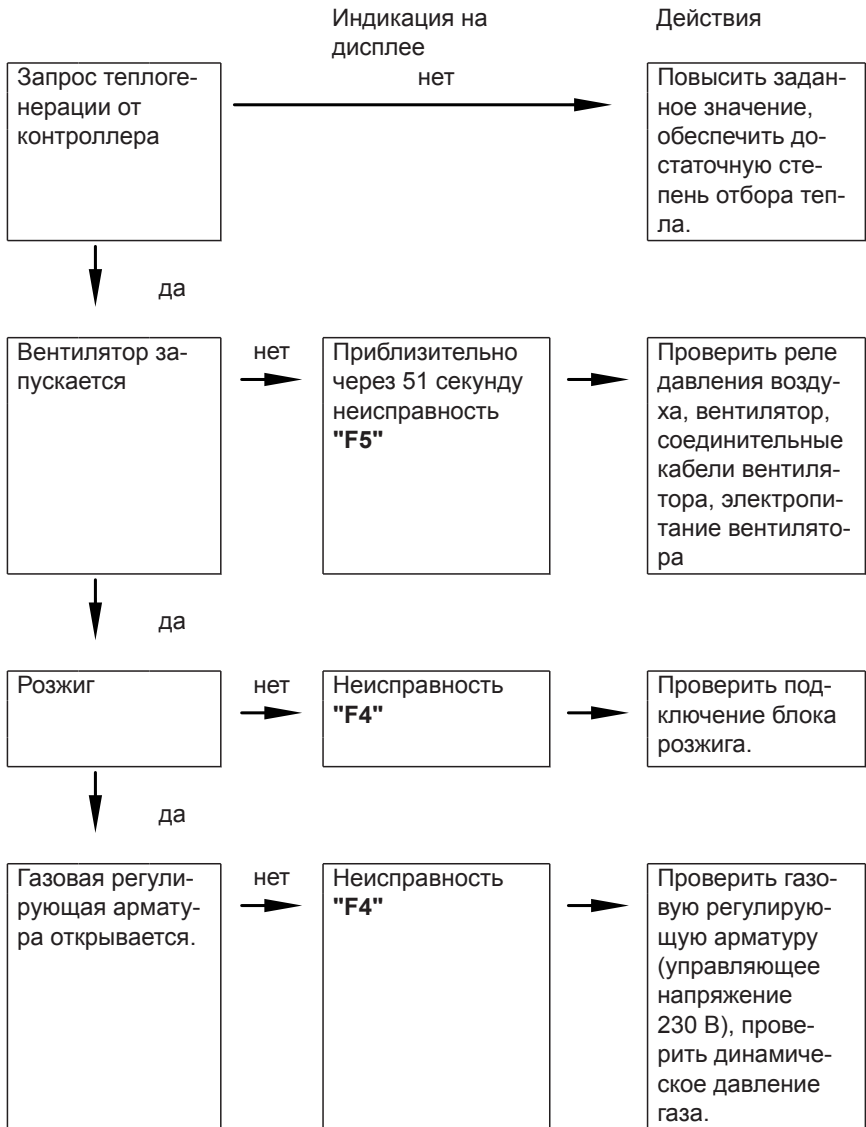 Индикация на
дисплее
Действия
Запрос теплоге-
нерации от
контроллера
нет
Повысить задан-
ное значение,
обеспечить до-
статочную сте-
пень отбора теп-
ла.
да
Вентилятор за-
пускается
нет
Приблизительно
через 51 секунду
неисправность
"F5"
Проверить реле
давления возду-
ха, вентилятор,
соединительные
кабели вентиля-
тора, электропи-
тание вентилято-
ра
да
Розжиг
нет
Неисправность
"F4"
Проверить под-
ключение блока
розжига.
да
Газовая регули-
рующая армату-
ра открывается.
нет
Неисправность
"F4"
Проверить газо-
вую регулирую-
щую арматуру
(управляющее
напряжение
230 В), прове-
рить динамиче-
ское давление
газа.